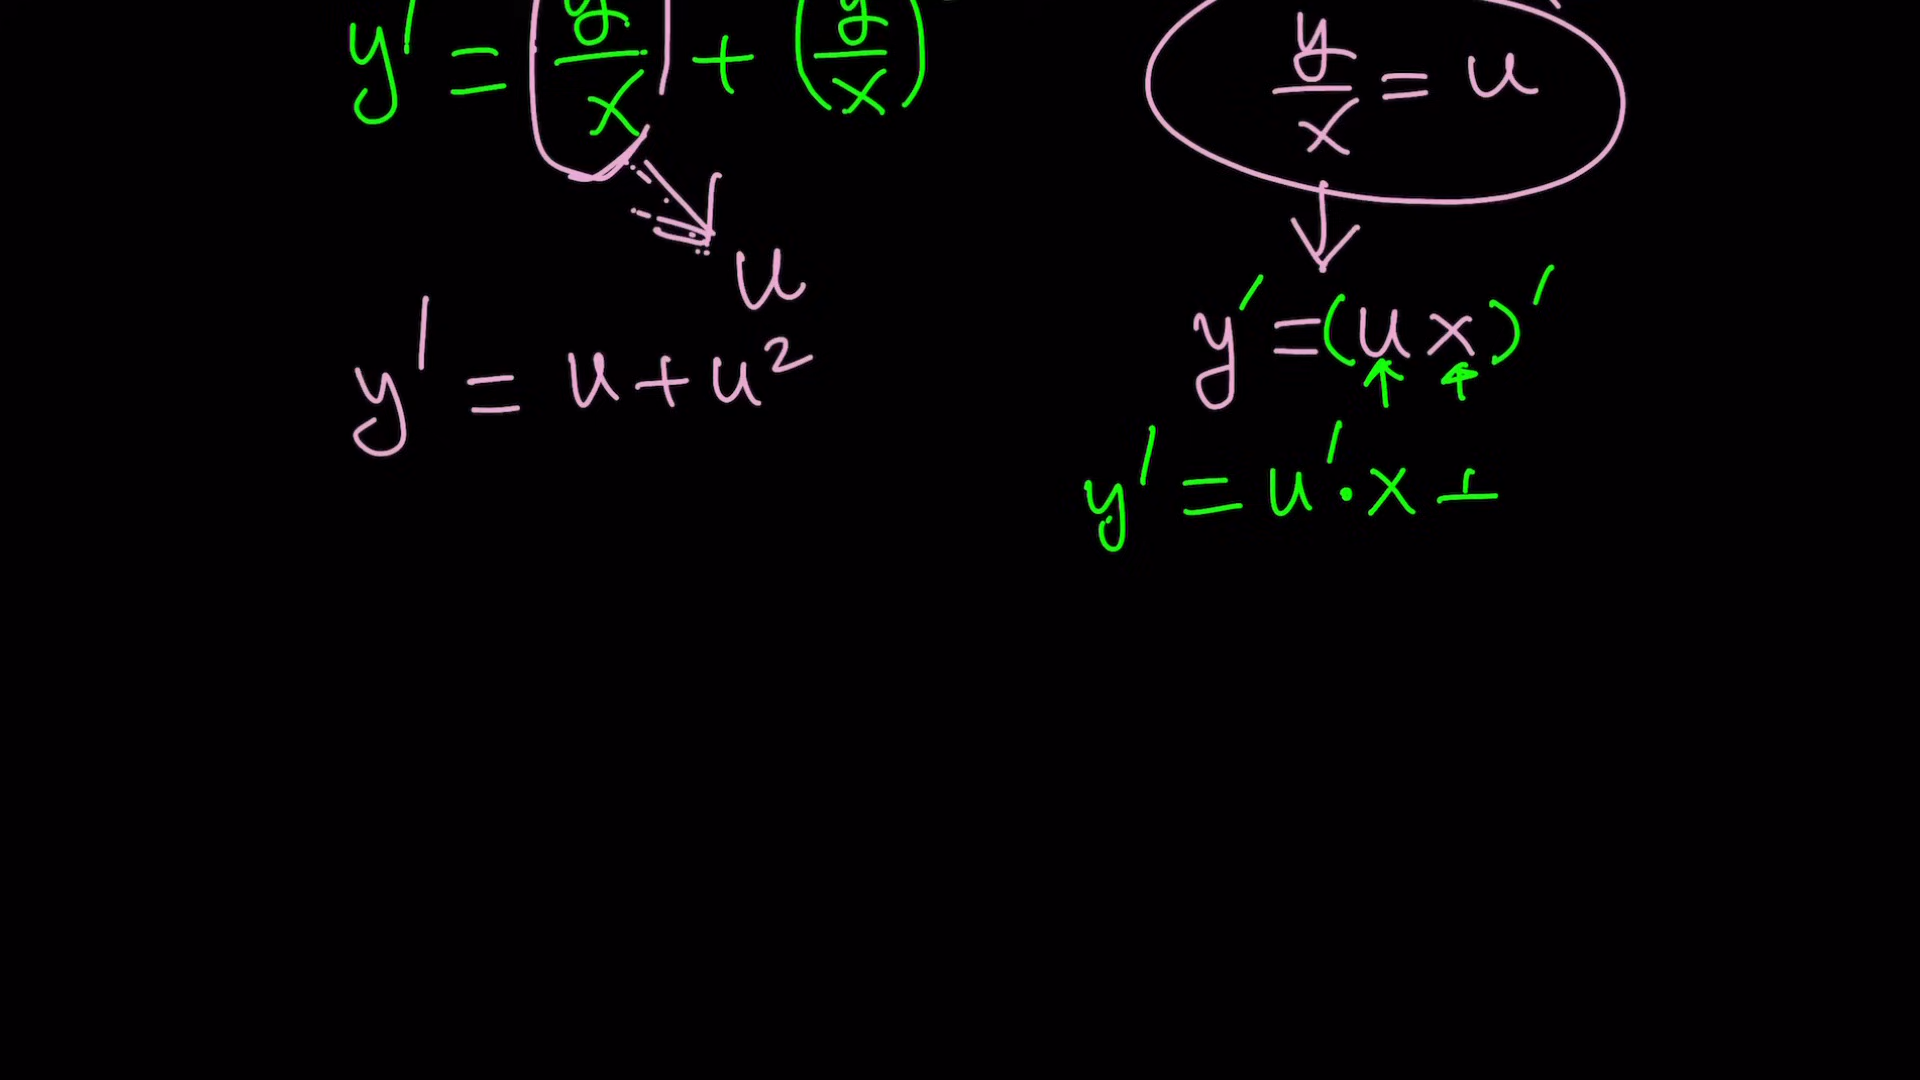 y' = y/x + (y/x)
y/x = u
u
y' = u + u²
y' = (ux)'
y' = u' · x +